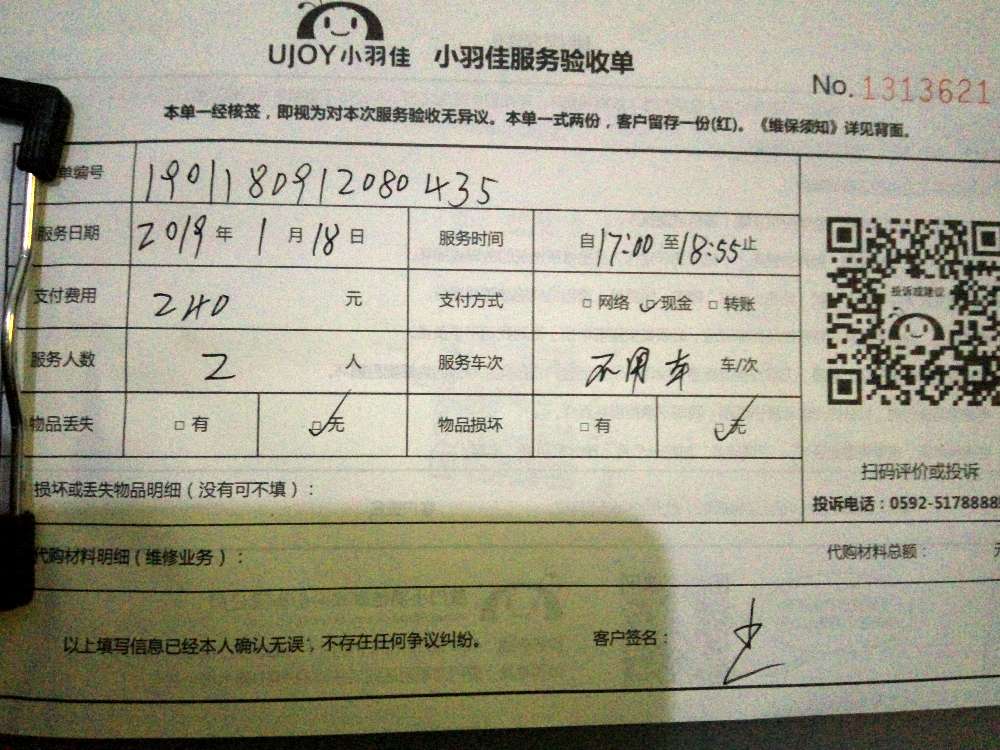 UJOY小羽佳 小羽佳服务验收单
No. 1313621
本单一经核签，即视为对本次服务验收无异议。本单一式两份，客户留存一份(红)。《维保须知》详见背面。
单编号 1901180912080435
服务日期 2019 年 1 月 18 日 服务时间 自 17:00 至 18:55 止
投诉或建议
支付费用 240 元 支付方式 □ 网络 □ 现金 □ 转账
服务人数 2 人 服务车次 不用车 车/次
物品丢失 □ 有 □ 无 物品损坏 □ 有 □ 无
扫码评价或投诉
损坏或丢失物品明细（没有可不填）：
投诉电话：0592-5178888
代购材料明细（维修业务）：
代购材料总额：
以上填写信息已经本人确认无误，不存在任何争议纠纷。
客户签名：